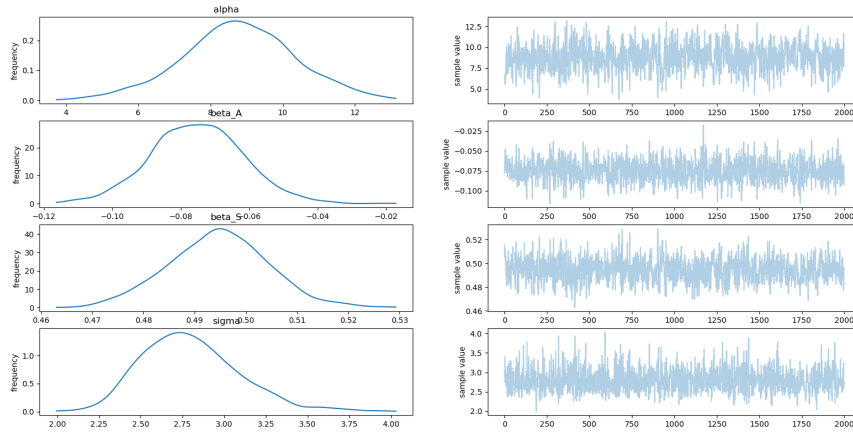 alpha
frequency
0.2
0.1
0.0
4 6 8 10 12
sample value
12.5
10.0
7.5
5.0
0 250 500 750 1000 1250 1500 1750 2000
beta_A
frequency
20
10
0
−0.12 −0.10 −0.08 −0.06 −0.04 −0.02
sample value
−0.025
−0.050
−0.075
−0.100
0 250 500 750 1000 1250 1500 1750 2000
beta_S
frequency
40
30
20
10
0
0.46 0.47 0.48 0.49 0.50 0.51 0.52 0.53
sample value
0.52
0.50
0.48
0.46
0 250 500 750 1000 1250 1500 1750 2000
sigma
frequency
1.0
0.5
0.0
2.00 2.25 2.50 2.75 3.00 3.25 3.50 3.75 4.00
sample value
4.0
3.5
3.0
2.5
2.0
0 250 500 750 1000 1250 1500 1750 2000